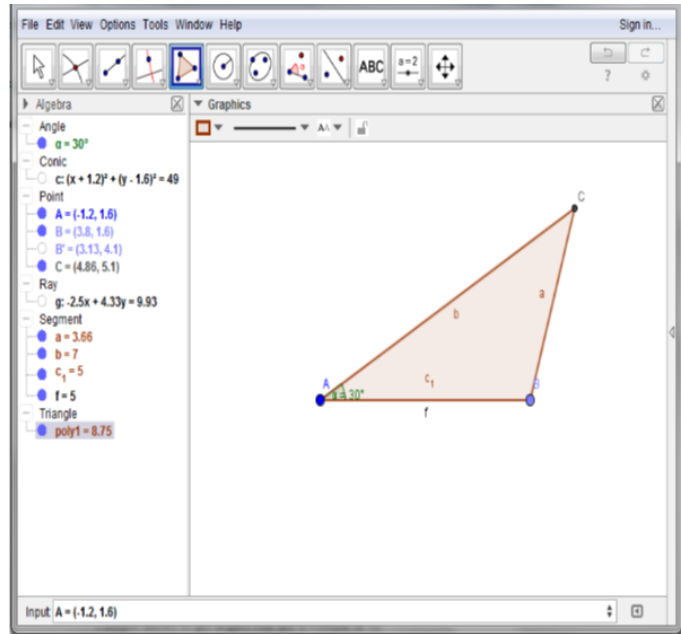 File Edit View Options Tools Window Help
Sign in...
ABC
a=2
?
Algebra
Graphics
AA
Angle
α = 30°
Conic
c: (x + 1.2)² + (y - 1.6)² = 49
Point
A = (-1.2, 1.6)
B = (3.8, 1.6)
B' = (3.13, 4.1)
C = (4.86, 5.1)
Ray
g: -2.5x + 4.33y = 9.93
Segment
a = 3.66
b = 7
c₁ = 5
f = 5
Triangle
poly1 = 8.75
C
a
b
A
c₁
B
α = 30°
f
Input: A = (-1.2, 1.6)